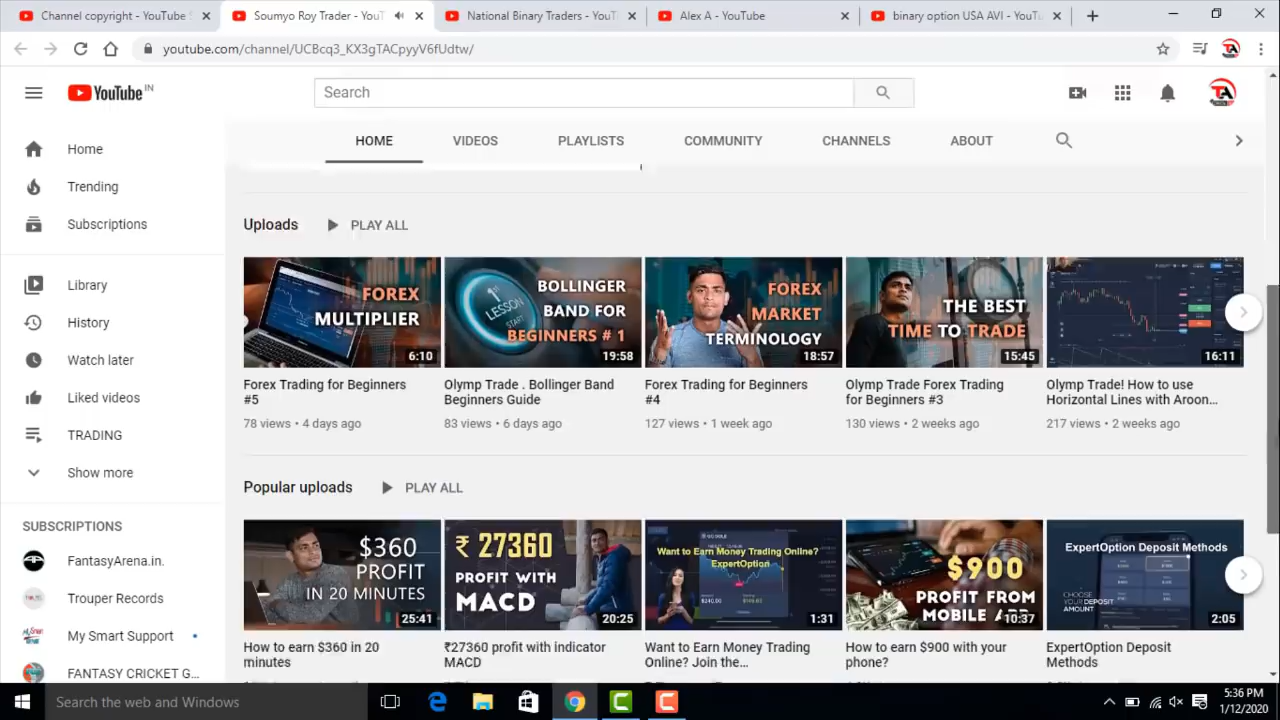 Channel copyright - YouTube S
Soumyo Roy Trader - YouT
National Binary Traders - YouTu
Alex A - YouTube
binary option USA AVI - YouTu
youtube.com/channel/UCBcq3_KX3gTACpyyV6fUdtw/
YouTube IN
Search
TA
HOME VIDEOS PLAYLISTS COMMUNITY CHANNELS ABOUT
Home
Trending
Subscriptions
Library
History
Watch later
Liked videos
TRADING
Show more
SUBSCRIPTIONS
FantasyArena.in.
Trouper Records
My Smart Support
FANTASY CRICKET G...
Uploads PLAY ALL
FOREX
MULTIPLIER
6:10
Forex Trading for Beginners
#5
78 views • 4 days ago
LESSON
START
BOLLINGER
BAND FOR
BEGINNERS # 1
19:58
Olymp Trade . Bollinger Band
Beginners Guide
83 views • 6 days ago
FOREX
MARKET
TERMINOLOGY
18:57
Forex Trading for Beginners
#4
127 views • 1 week ago
THE BEST
TIME TO TRADE
15:45
Olymp Trade Forex Trading
for Beginners #3
130 views • 2 weeks ago
16:11
Olymp Trade! How to use
Horizontal Lines with Aroon...
217 views • 2 weeks ago
Popular uploads PLAY ALL
$360
PROFIT
IN 20 MINUTES
25:41
How to earn $360 in 20
minutes
₹ 27360
PROFIT WITH
MACD
20:25
₹27360 profit with indicator
MACD
Want to Earn Money Trading Online?
ExpertOption
1:31
Want to Earn Money Trading
Online? Join the...
$900
PROFIT FROM
MOBILE APP
10:37
How to earn $900 with your
phone?
ExpertOption Deposit Methods
CHOOSE YOUR DEPOSIT
AMOUNT
2:05
ExpertOption Deposit
Methods
Search the web and Windows
5:36 PM
1/12/2020